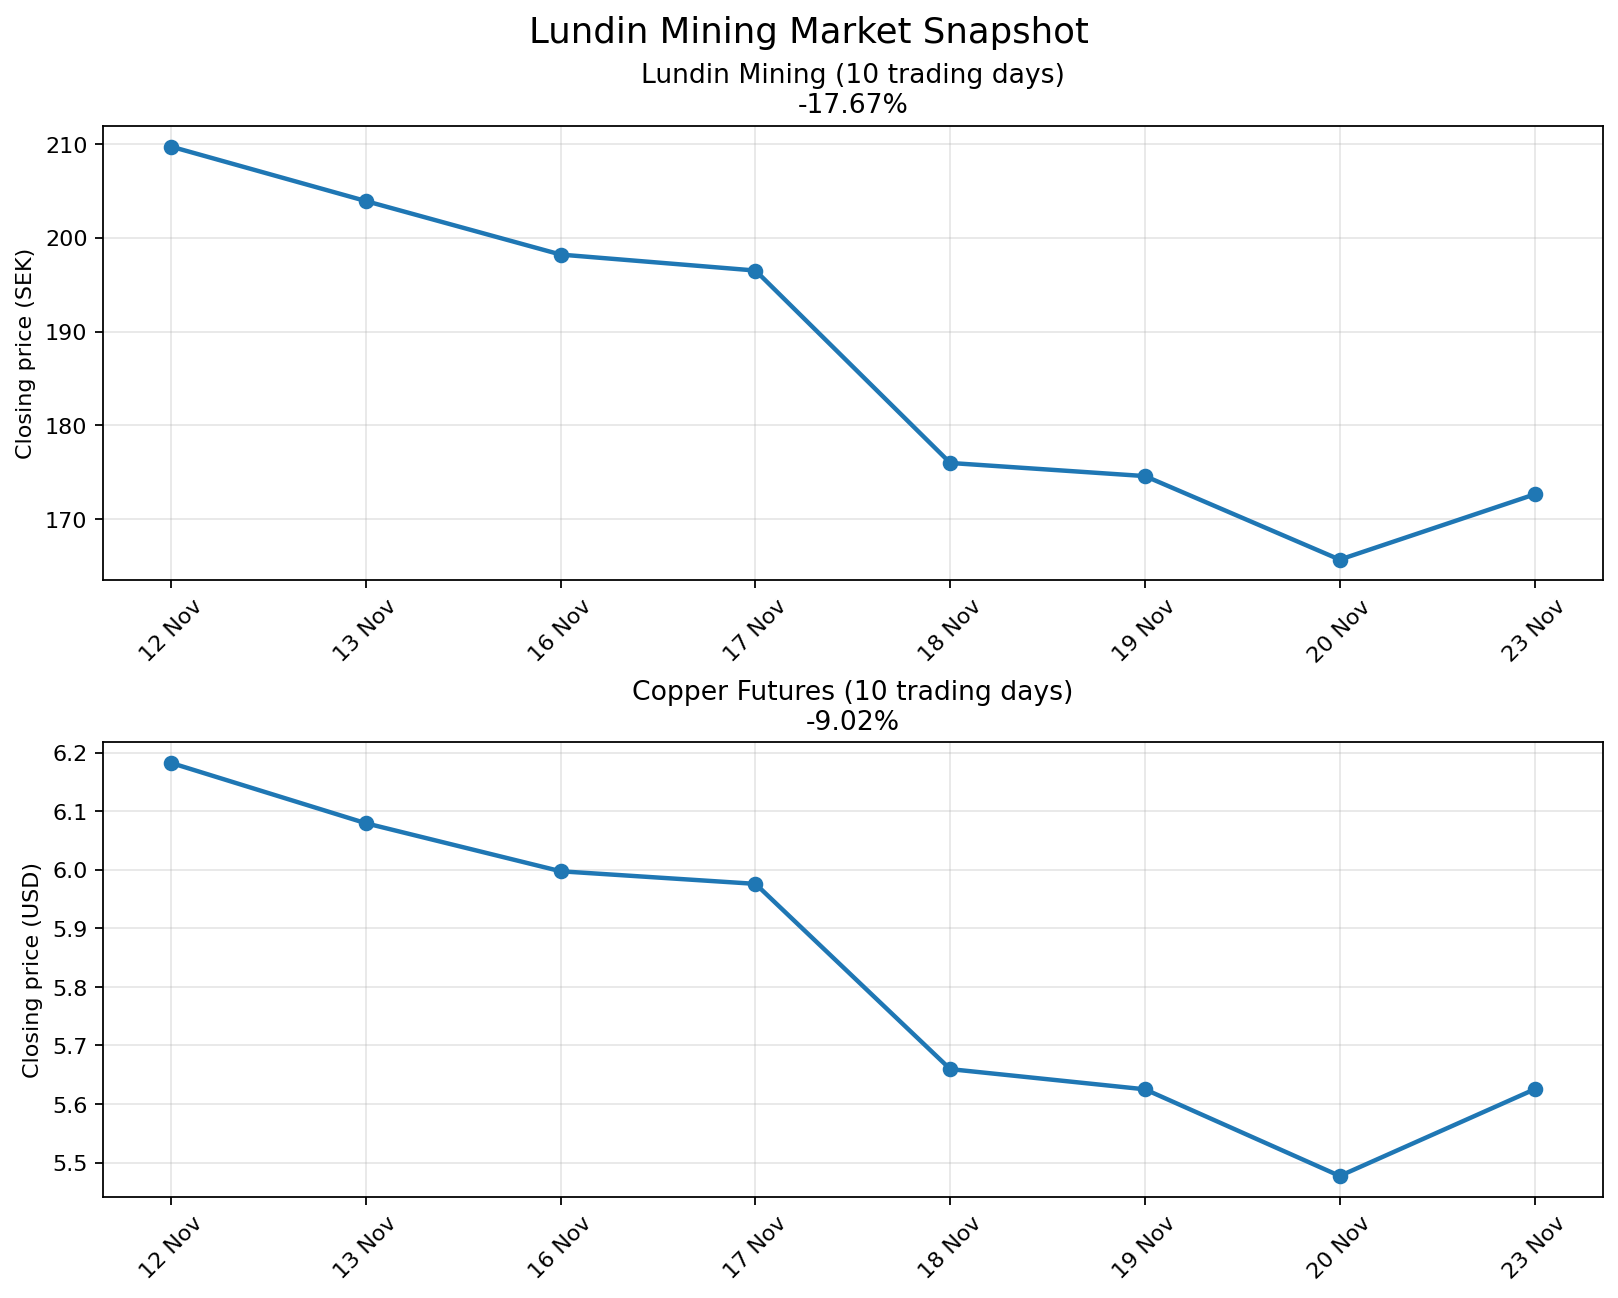 Lundin Mining Market Snapshot
Lundin Mining (10 trading days)
-17.67%
Closing price (SEK)
210
200
190
180
170
12 Nov
13 Nov
16 Nov
17 Nov
18 Nov
19 Nov
20 Nov
23 Nov
Copper Futures (10 trading days)
-9.02%
Closing price (USD)
6.2
6.1
6.0
5.9
5.8
5.7
5.6
5.5
12 Nov
13 Nov
16 Nov
17 Nov
18 Nov
19 Nov
20 Nov
23 Nov